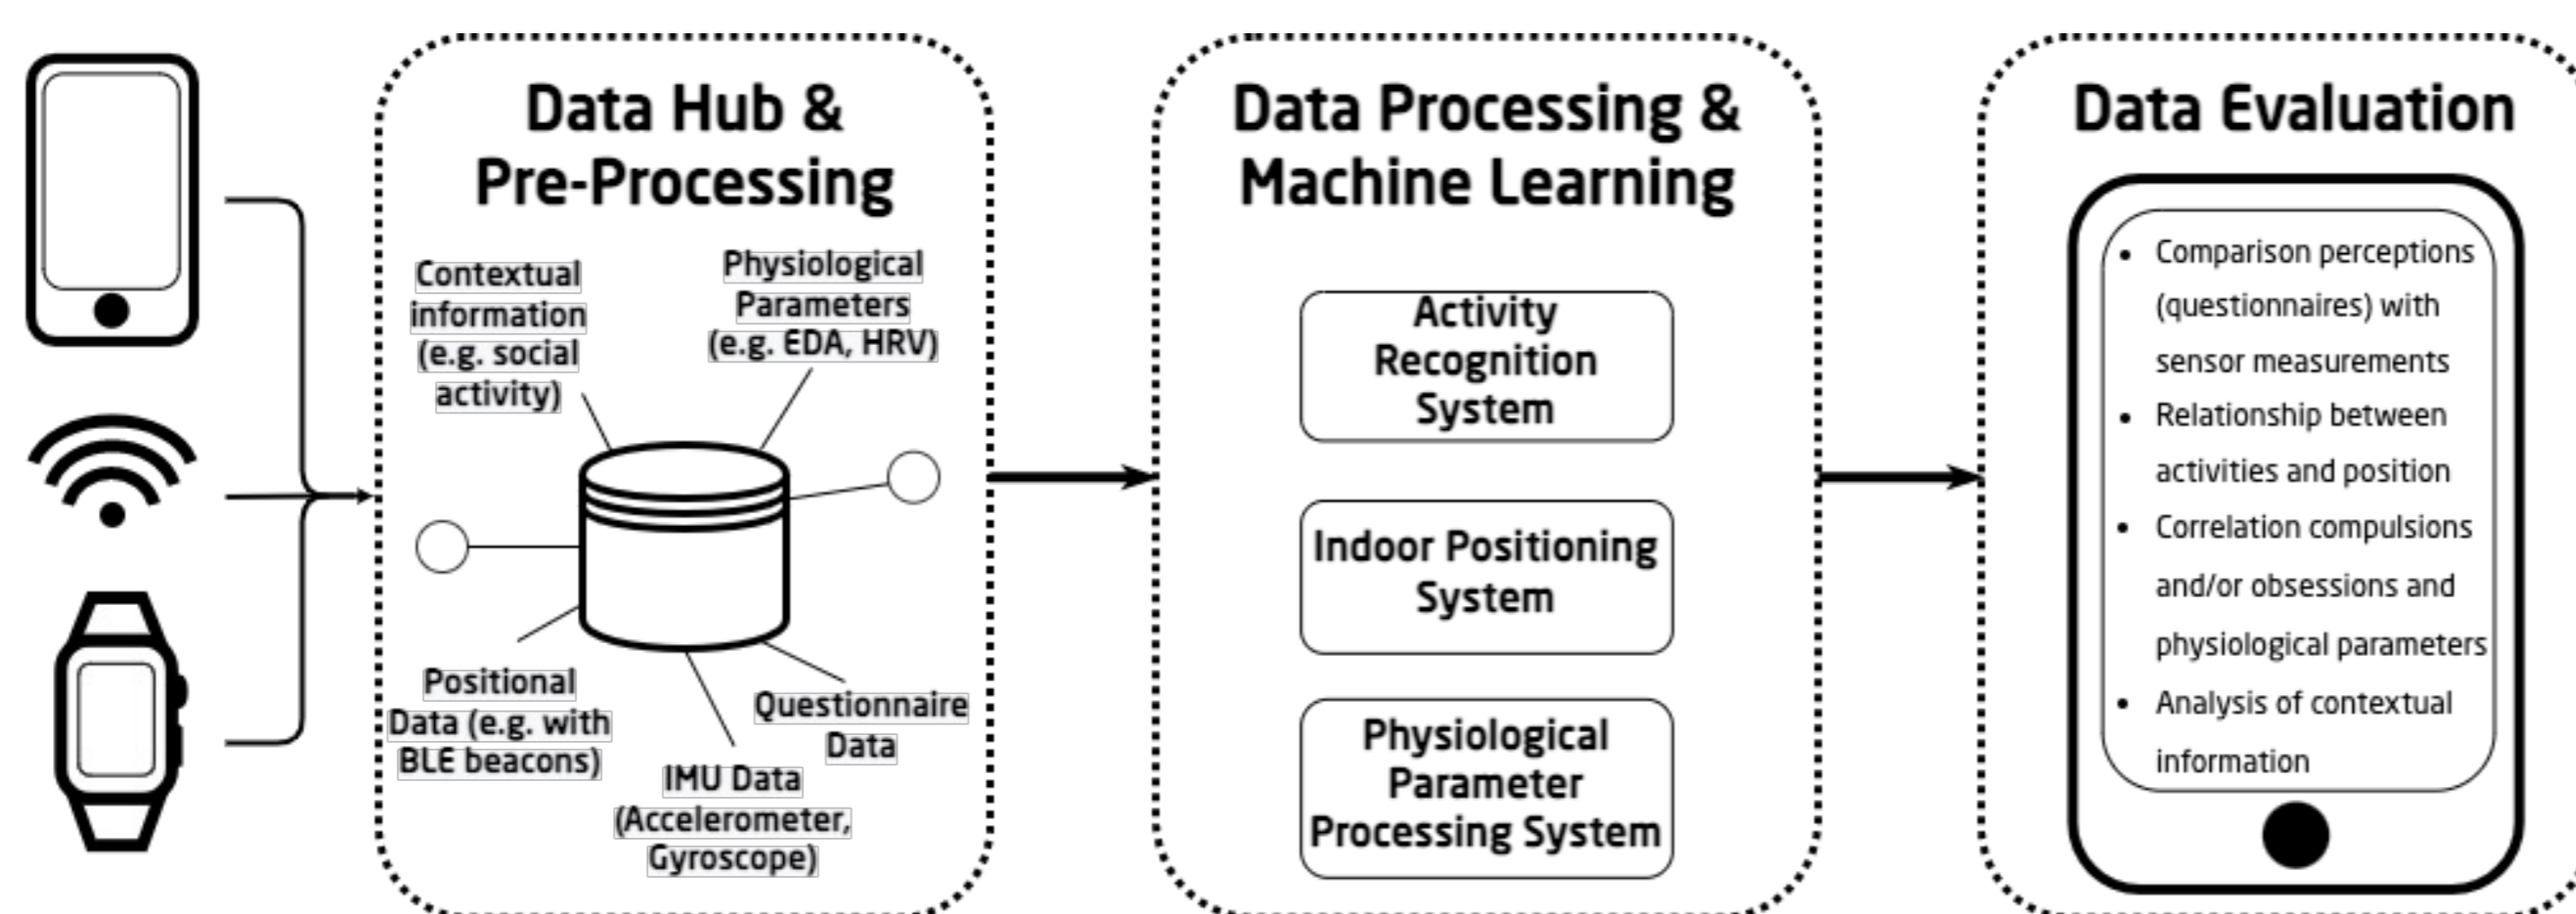 Data Hub &
Pre-Processing
Contextual
information
(e.g. social
activity)
Physiological
Parameters
(e.g. EDA, HRV)
Positional
Data (e.g. with
BLE beacons)
IMU Data
(Accelerometer,
Gyroscope)
Questionnaire
Data
Data Processing &
Machine Learning
Activity
Recognition
System
Indoor Positioning
System
Physiological
Parameter
Processing System
Data Evaluation
• Comparison perceptions
(questionnaires) with
sensor measurements
• Relationship between
activities and position
• Correlation compulsions
and/or obsessions and
physiological parameters
• Analysis of contextual
information